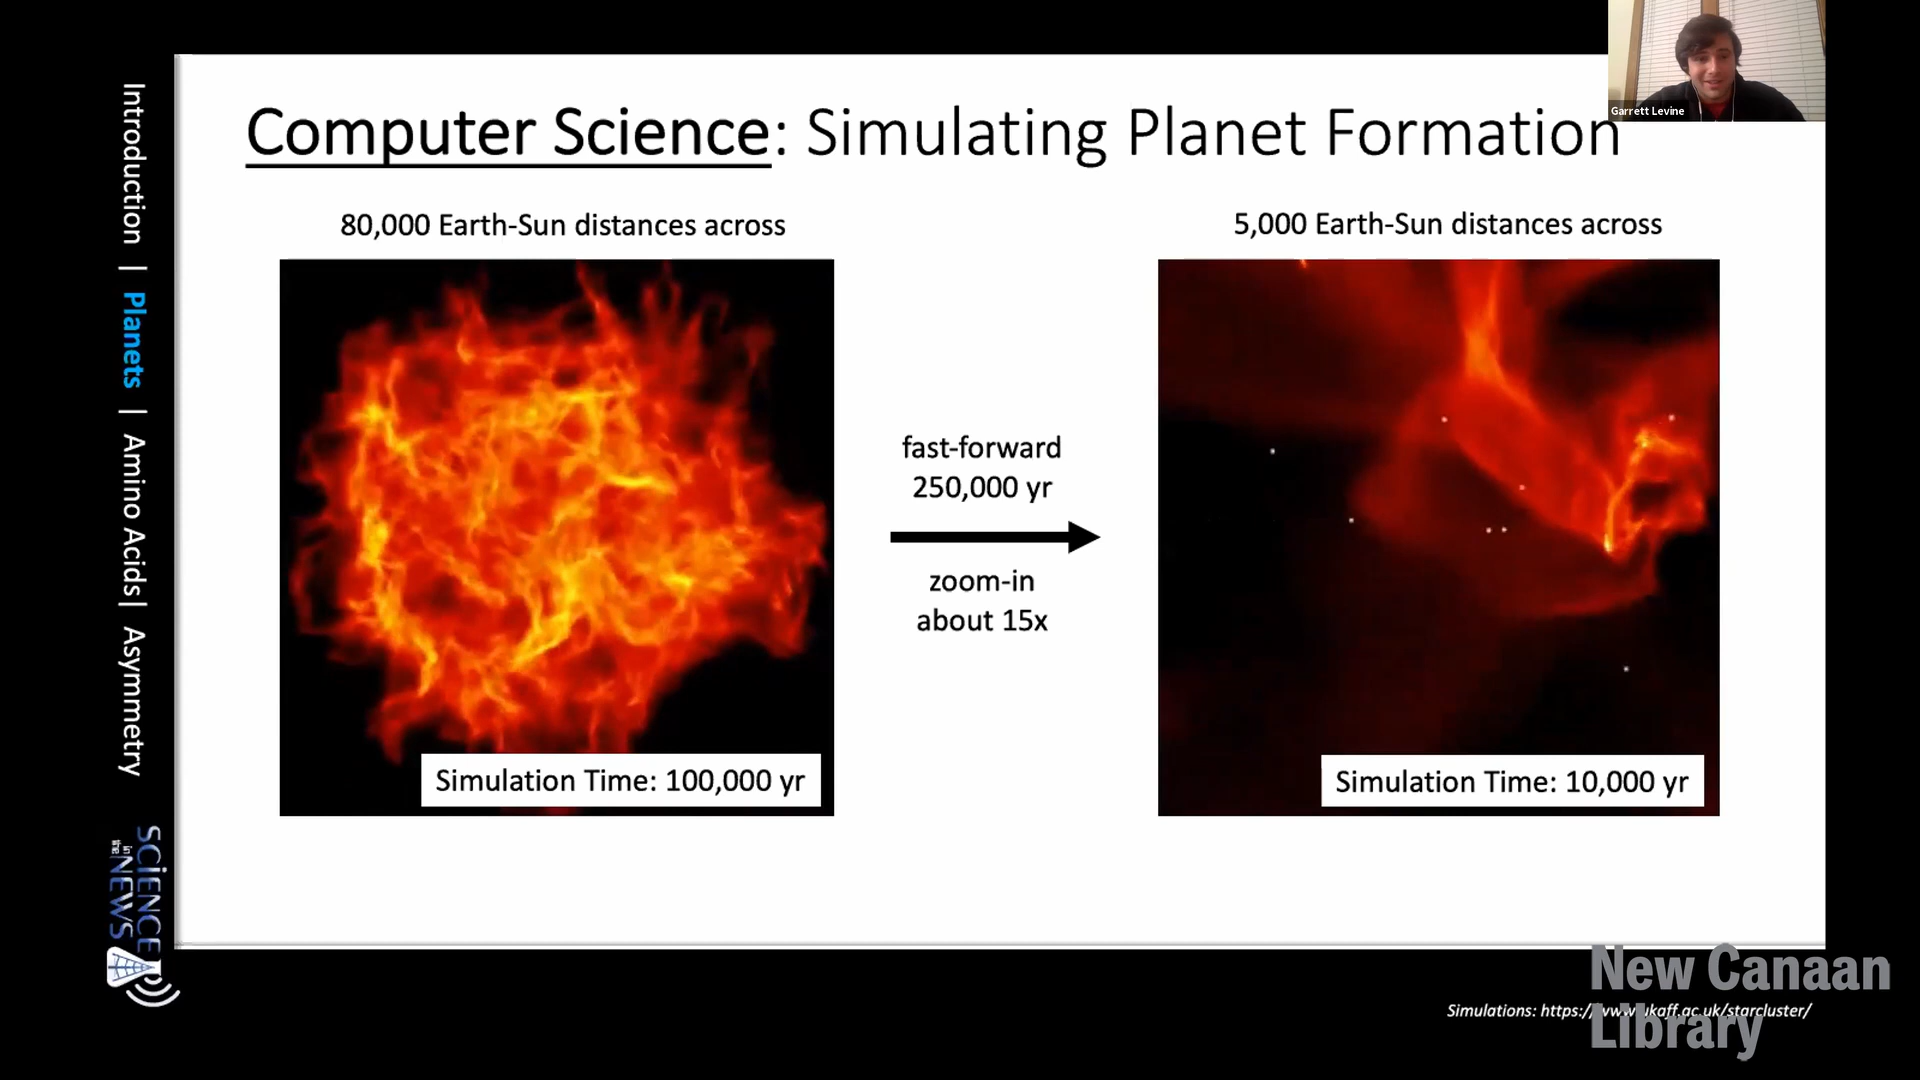 Garrett Levine
Computer Science: Simulating Planet Formation
80,000 Earth-Sun distances across
5,000 Earth-Sun distances across
fast-forward
250,000 yr
zoom-in
about 15x
Simulation Time: 100,000 yr
Simulation Time: 10,000 yr
Introduction | Planets | Amino Acids | Asymmetry
SCiENCE
in the NEWS
New Canaan
Library
Simulations: https://www.ukaff.ac.uk/starcluster/